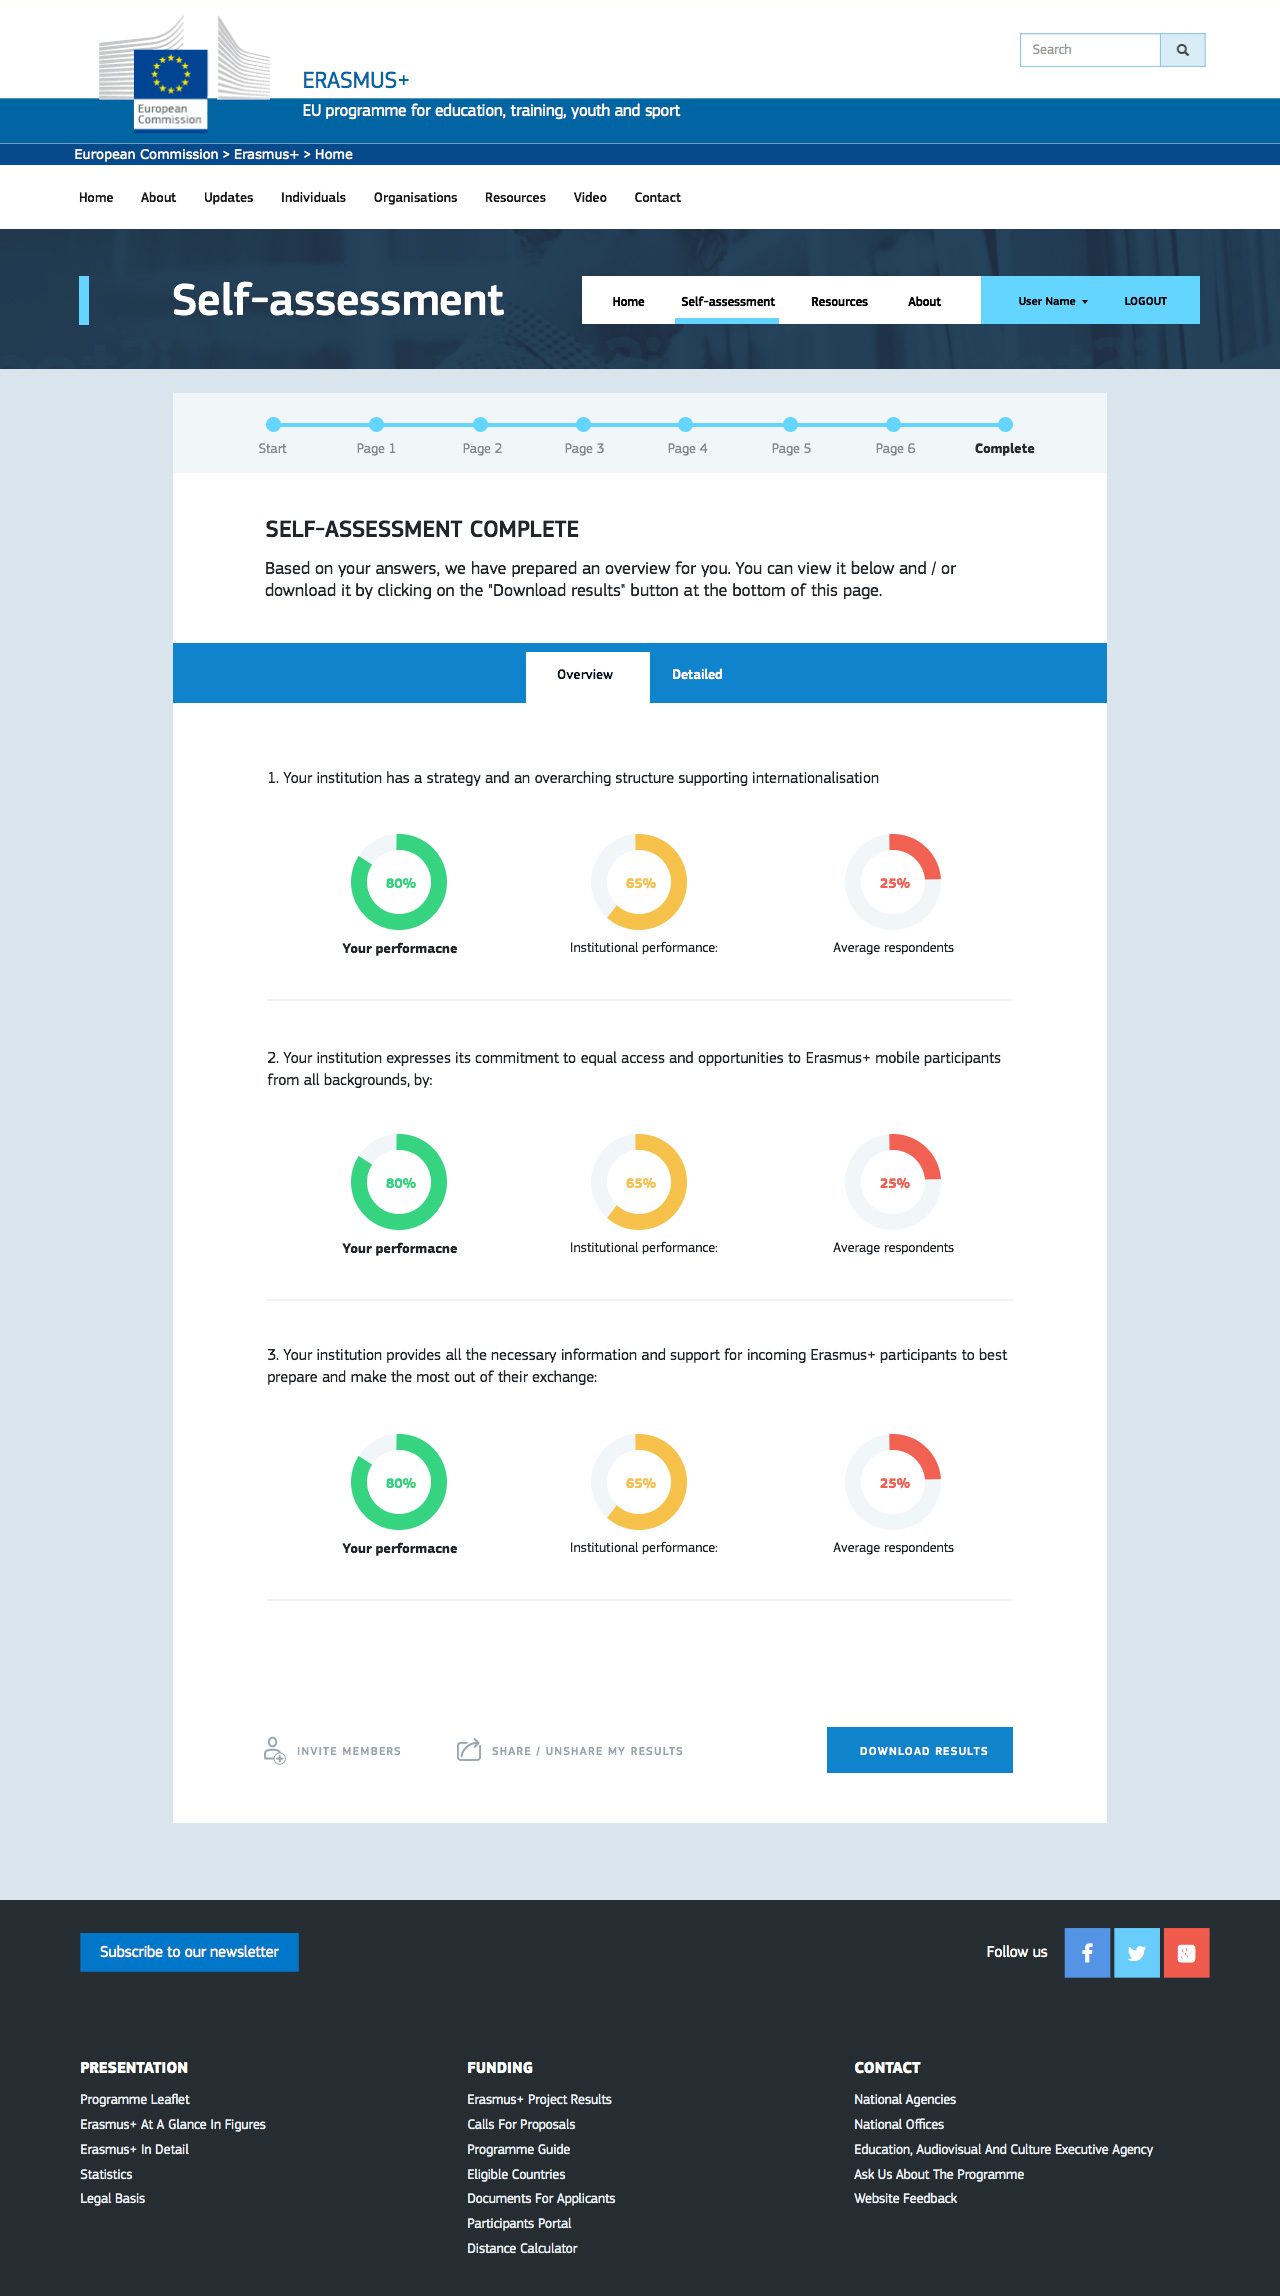 Search
ERASMUS+
European
Commission
EU programme for education, training, youth and sport
European Commission > Erasmus+ > Home
Home About Updates Individuals Organisations Resources Video Contact
Self-assessment
Home Self-assessment Resources About User Name LOGOUT
Start Page 1 Page 2 Page 3 Page 4 Page 5 Page 6 Complete
SELF-ASSESSMENT COMPLETE
Based on your answers, we have prepared an overview for you. You can view it below and / or
download it by clicking on the "Download results" button at the bottom of this page.
Overview Detailed
1. Your institution has a strategy and an overarching structure supporting internationalisation
80% 65% 25%
Your performacne Institutional performance: Average respondents
2. Your institution expresses its commitment to equal access and opportunities to Erasmus+ mobile participants
from all backgrounds, by:
80% 65% 25%
Your performacne Institutional performance: Average respondents
3. Your institution provides all the necessary information and support for incoming Erasmus+ participants to best
prepare and make the most out of their exchange:
80% 65% 25%
Your performacne Institutional performance: Average respondents
INVITE MEMBERS SHARE / UNSHARE MY RESULTS DOWNLOAD RESULTS
Subscribe to our newsletter Follow us
PRESENTATION
Programme Leaflet
Erasmus+ At A Glance In Figures
Erasmus+ In Detail
Statistics
Legal Basis
FUNDING
Erasmus+ Project Results
Calls For Proposals
Programme Guide
Eligible Countries
Documents For Applicants
Participants Portal
Distance Calculator
CONTACT
National Agencies
National Offices
Education, Audiovisual And Culture Executive Agency
Ask Us About The Programme
Website Feedback